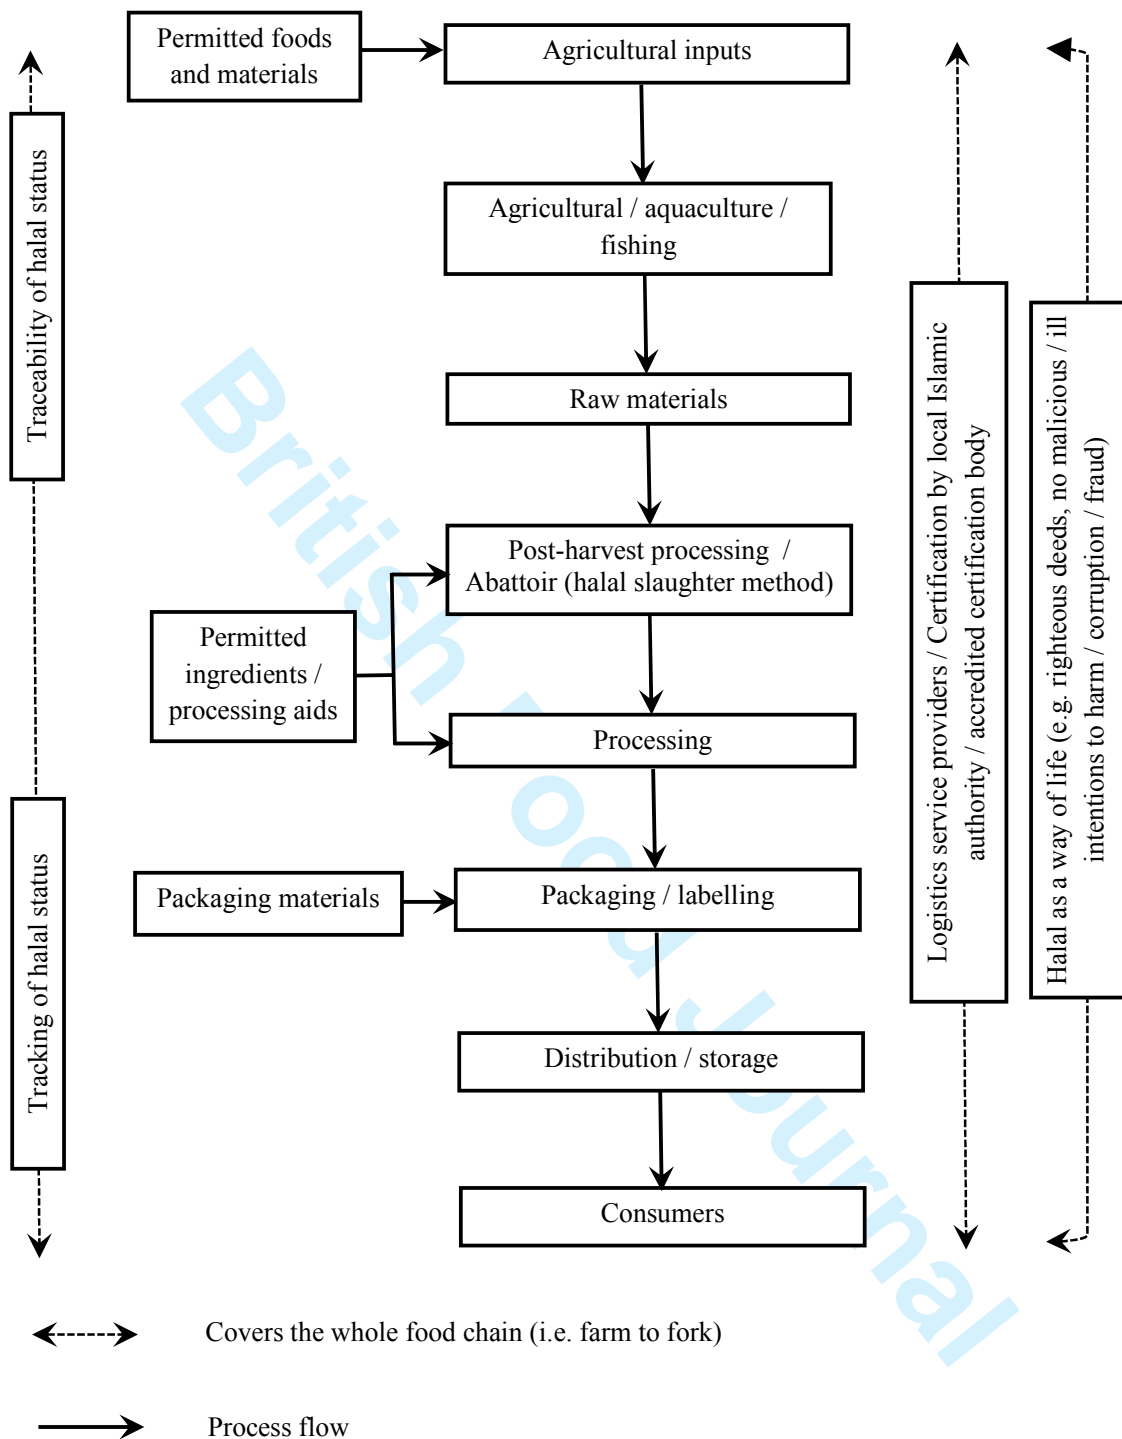 Permitted foods
and materials
Agricultural inputs
Agricultural / aquaculture /
fishing
Raw materials
Post-harvest processing /
Abattoir (halal slaughter method)
Permitted
ingredients /
processing aids
Processing
Packaging materials
Packaging / labelling
Distribution / storage
Consumers
Traceability of halal status
Tracking of halal status
Logistics service providers / Certification by local Islamic
authority / accredited certification body
Halal as a way of life (e.g. righteous deeds, no malicious / ill
intentions to harm / corruption / fraud)
Covers the whole food chain (i.e. farm to fork)
Process flow
British Food Journal